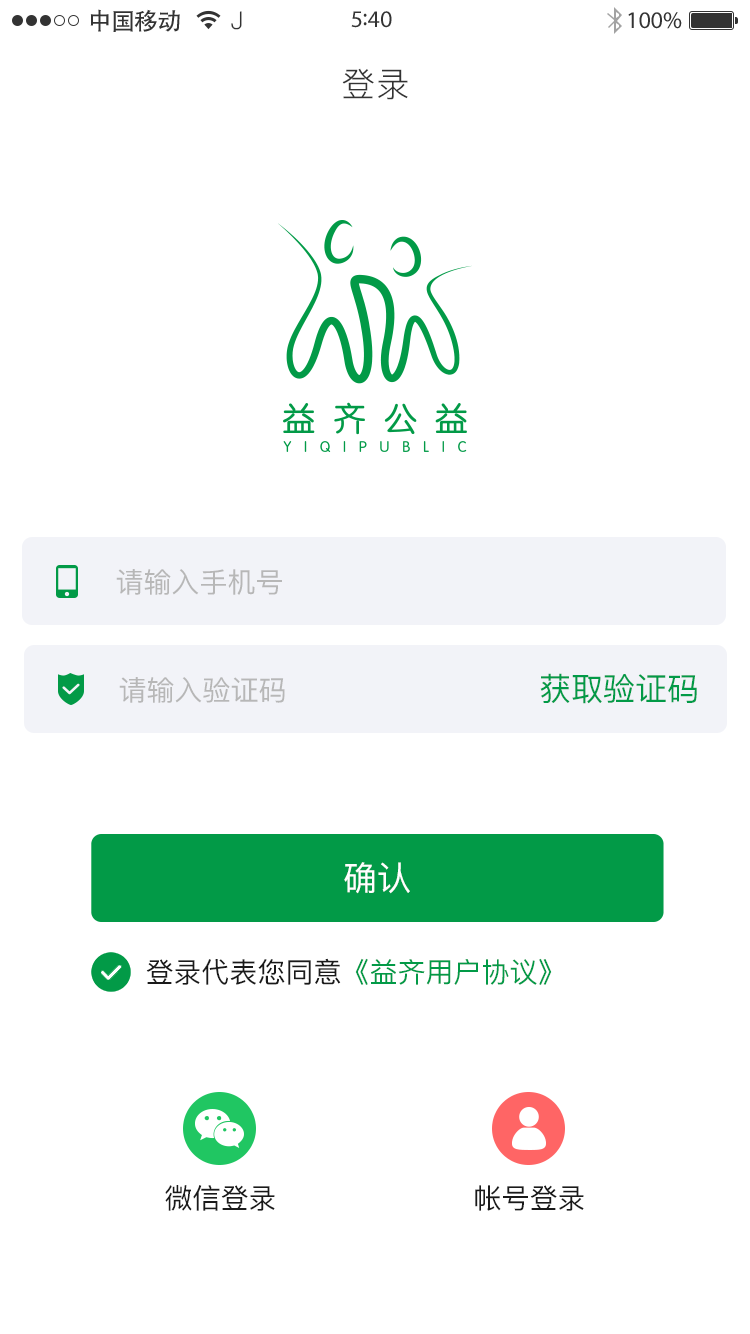 中国移动 5:40 100%
登录
益齐公益
YIQIPUBLIC
请输入手机号
请输入验证码 获取验证码
确认
登录代表您同意《益齐用户协议》
微信登录 帐号登录